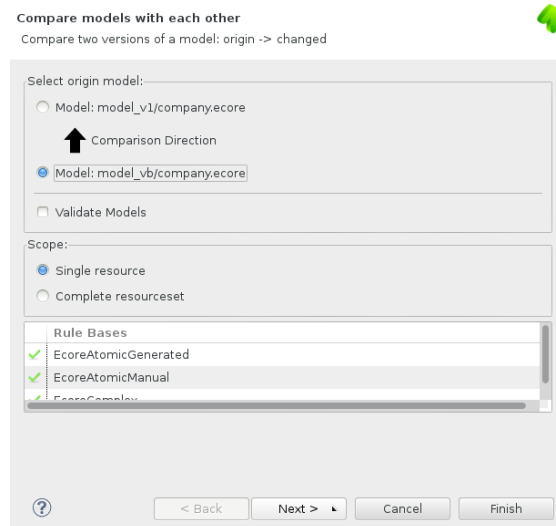 Compare models with each other
Compare two versions of a model: origin -> changed
Select origin model:
Model: model_v1/company.ecore
Comparison Direction
Model: model_vb/company.ecore
Validate Models
Scope:
Single resource
Complete resourceset
Rule Bases
EcoreAtomicGenerated
EcoreAtomicManual
EcoreComplex
?
< Back
Next >
Cancel
Finish